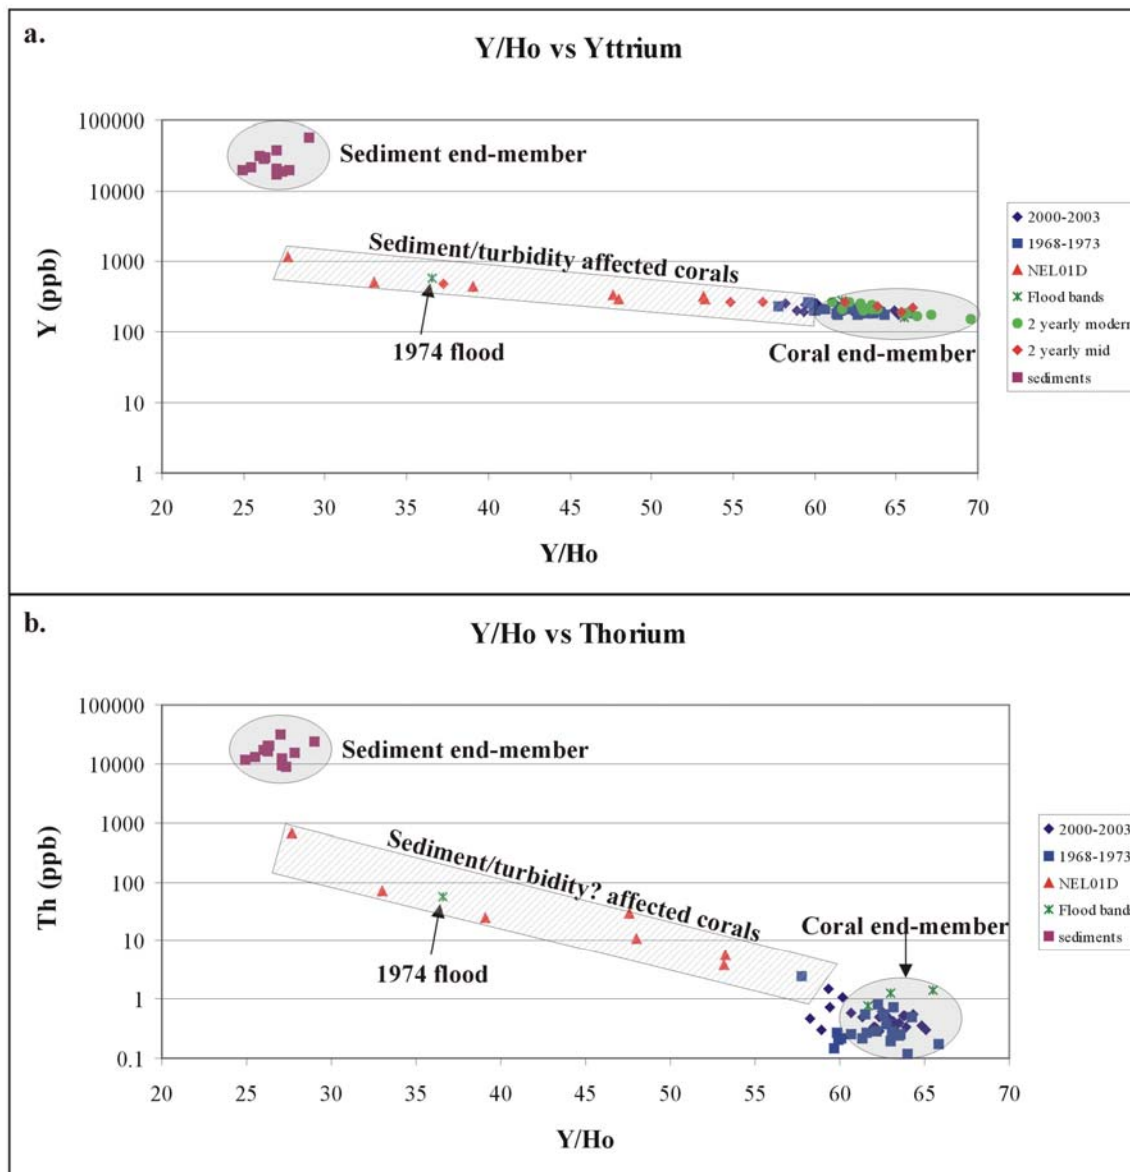 a.
Y/Ho vs Yttrium
100000
10000
1000
100
10
1
Y (ppb)
Sediment end-member
Sediment/turbidity affected corals
1974 flood
Coral end-member
20 25 30 35 40 45 50 55 60 65 70
Y/Ho
2000-2003
1968-1973
NEL01D
Flood bands
2 yearly modern
2 yearly mid
sediments
b.
Y/Ho vs Thorium
100000
10000
1000
100
10
1
0.1
Th (ppb)
Sediment end-member
Sediment/turbidity? affected corals
1974 flood
Coral end-member
20 25 30 35 40 45 50 55 60 65 70
Y/Ho
2000-2003
1968-1973
NEL01D
Flood bands
sediments